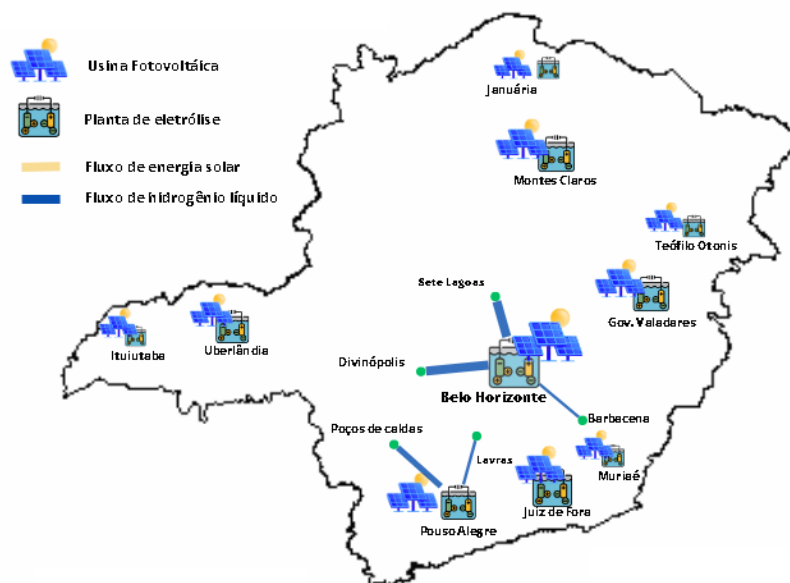 Usina Fotovoltáica
Planta de eletrólise
Fluxo de energia solar
Fluxo de hidrogênio líquido
Januária
Montes Claros
Teófilo Otonis
Sete Lagoas
Gov. Valadares
Ituiutaba
Uberlândia
Divinópolis
Belo Horizonte
Barbacena
Poços de caldas
Lavras
Muriaé
Juiz de Fora
Pouso Alegre